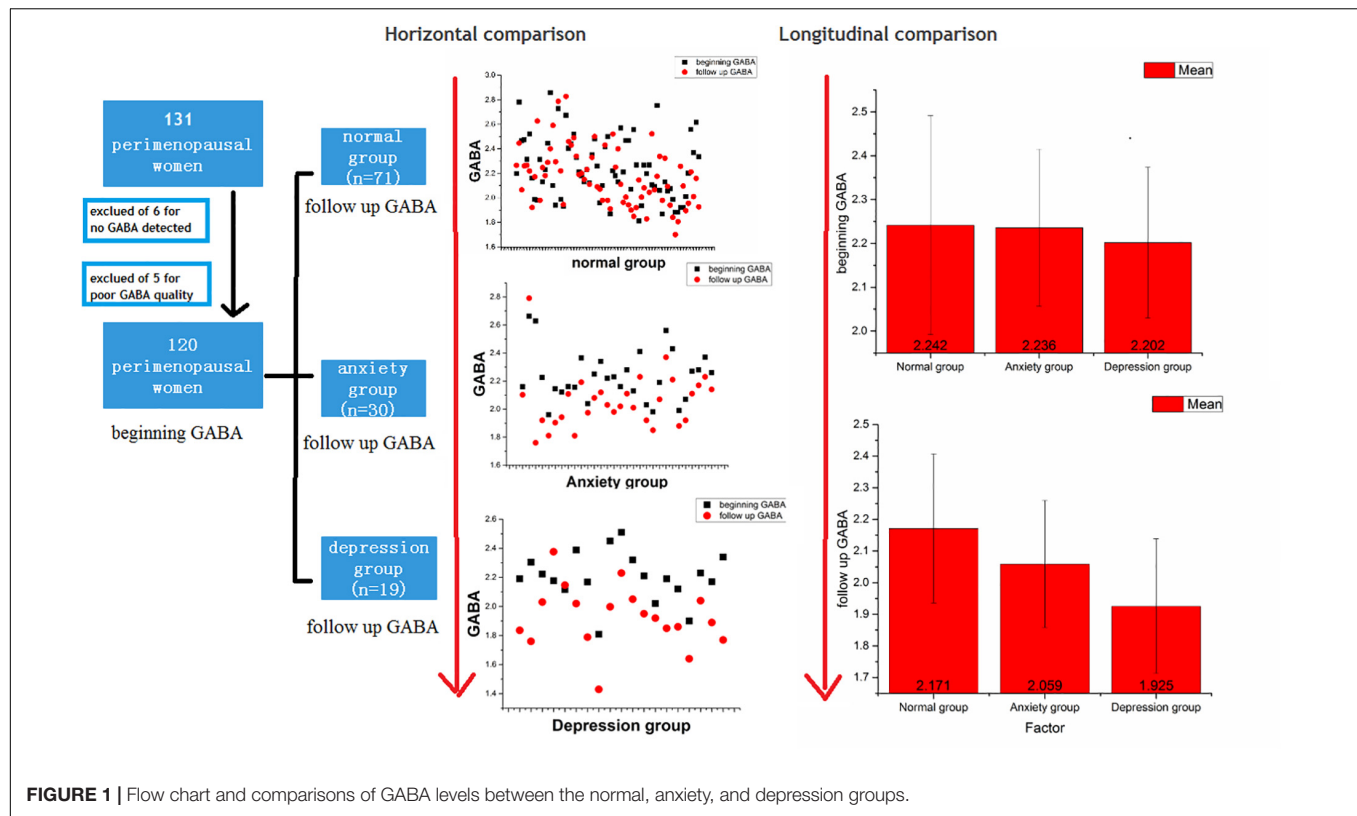 Horizontal comparison
Longitudinal comparison
131
perimenopausal
women
exclued of 6 for
no GABA detected
exclued of 5 for
poor GABA quality
120
perimenopausal
women
beginning GABA
normal
group
(n=71)
follow up GABA
anxiety
group
(n=30)
follow up GABA
depression
group
(n=19)
follow up GABA
beginning GABA
follow up GABA
3.0
2.8
2.6
2.4
2.2
2.0
1.8
1.6
GABA
normal group
beginning GABA
follow up GABA
2.8
2.6
2.4
2.2
2.0
1.8
1.6
GABA
Anxiety group
beginning GABA
follow up GABA
2.6
2.4
2.2
2.0
1.8
1.6
1.4
GABA
Depression group
Mean
2.5
2.4
2.3
2.2
2.1
2.0
beginning GABA
2.242
2.236
2.202
Normal group
Anxiety group
Depression group
Mean
2.5
2.4
2.3
2.2
2.1
2.0
1.9
1.8
1.7
follow up GABA
2.171
2.059
1.925
Normal group
Anxiety group
Depression group
Factor
FIGURE 1 | Flow chart and comparisons of GABA levels between the normal, anxiety, and depression groups.